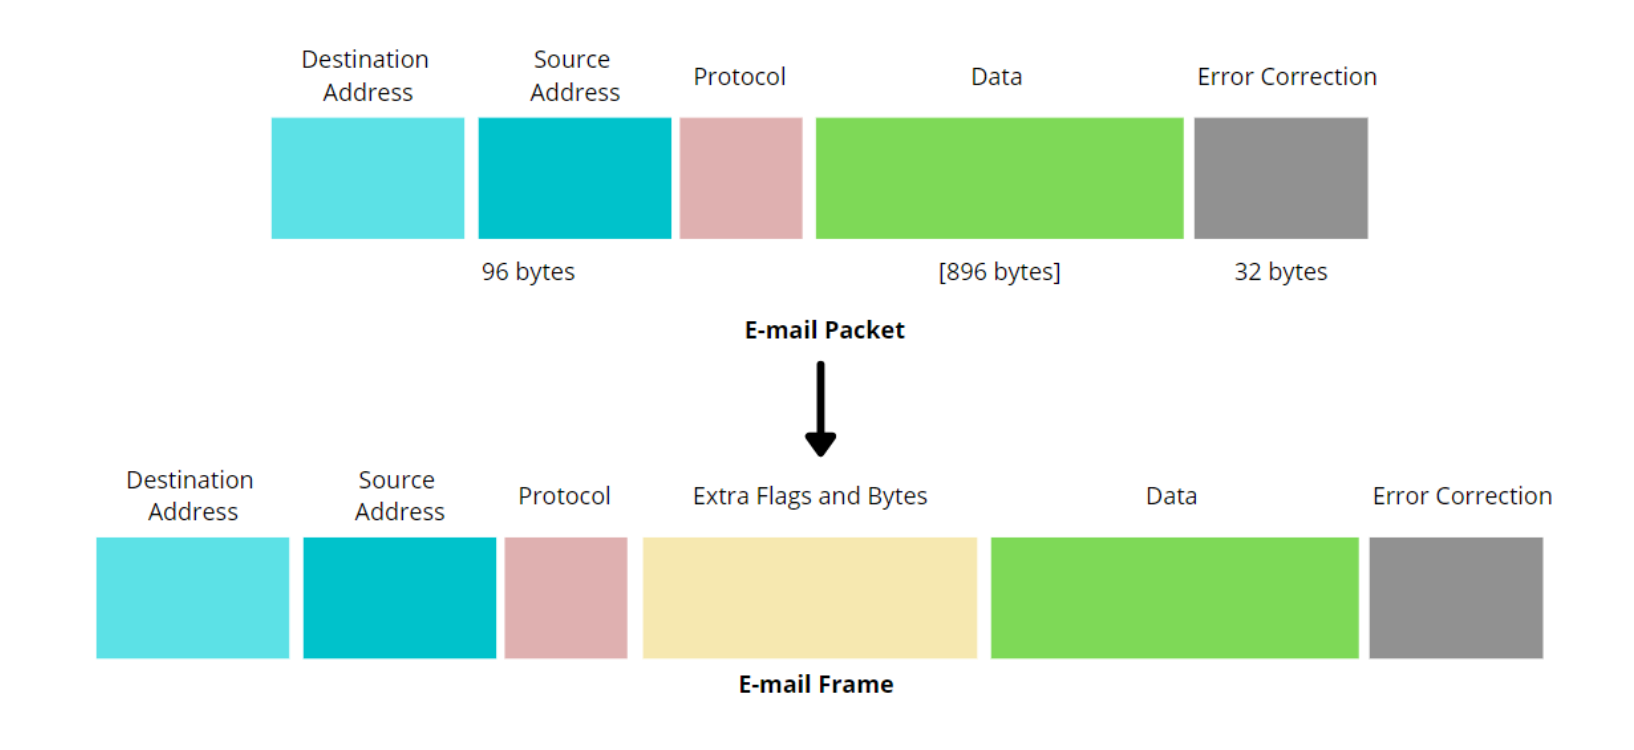 Destination
Address
Source
Address
Protocol
Data
Error Correction
96 bytes
[896 bytes]
32 bytes
E-mail Packet
Destination
Address
Source
Address
Protocol
Extra Flags and Bytes
Data
Error Correction
E-mail Frame